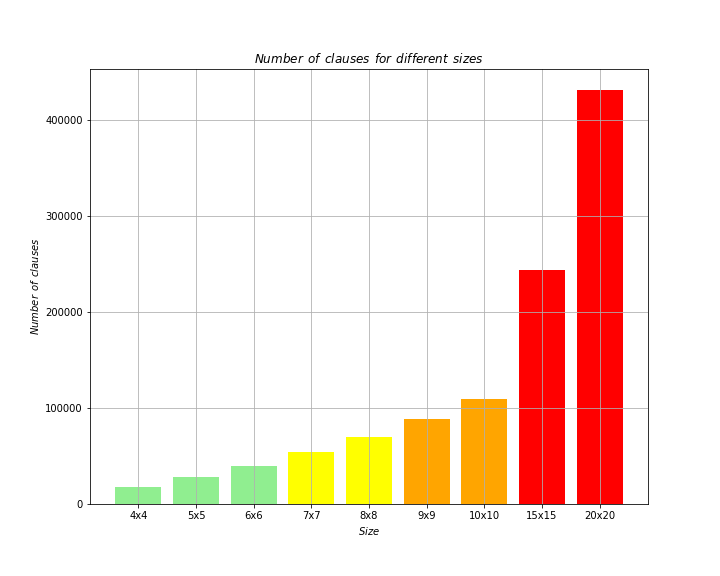 Number of clauses for different sizes
400000
300000
200000
100000
0
Number of clauses
4x4 5x5 6x6 7x7 8x8 9x9 10x10 15x15 20x20
Size